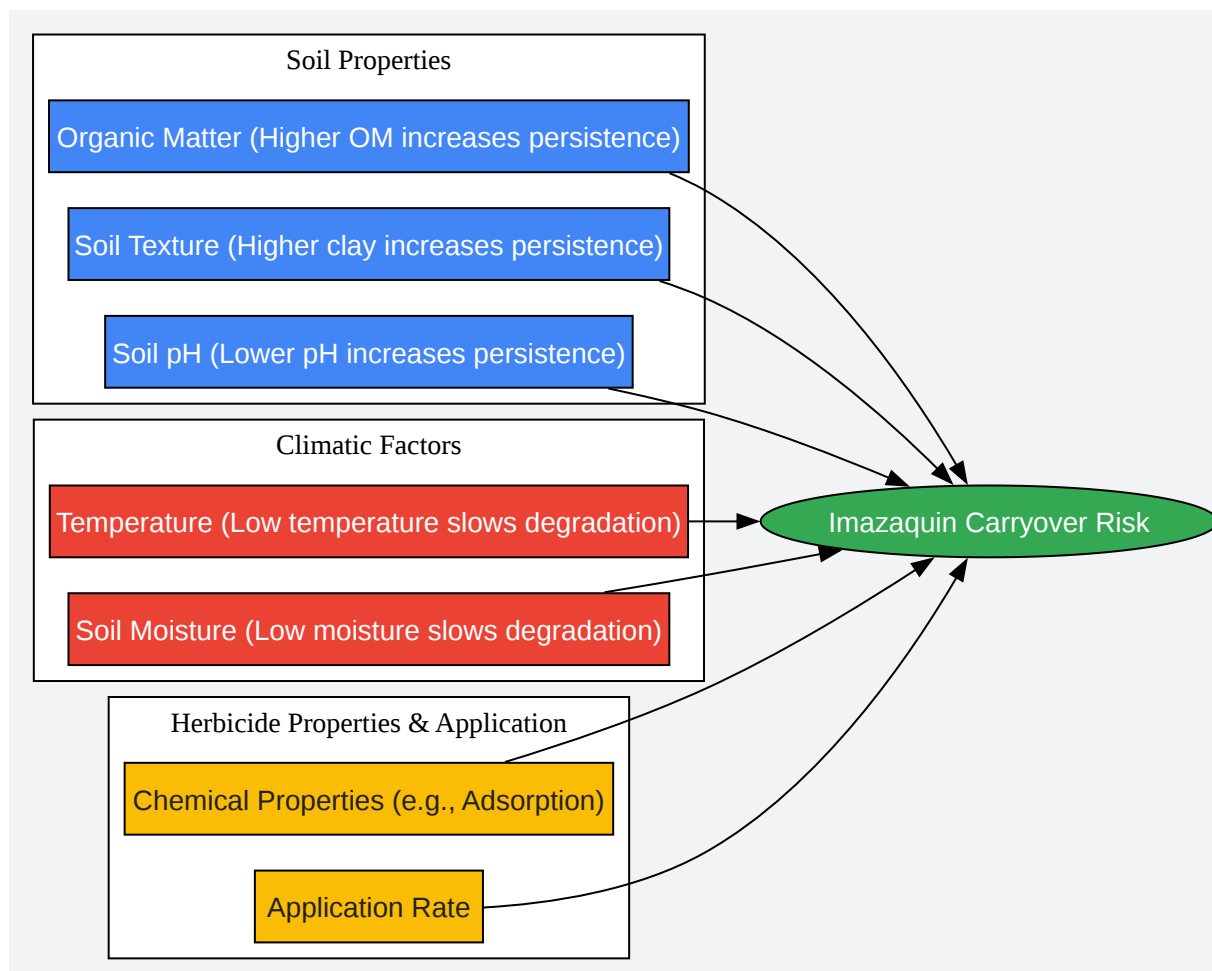 Soil Properties
Organic Matter (Higher OM increases persistence)
Soil Texture (Higher clay increases persistence)
Soil pH (Lower pH increases persistence)
Climatic Factors
Temperature (Low temperature slows degradation)
Imazaquin Carryover Risk
Soil Moisture (Low moisture slows degradation)
Herbicide Properties & Application
Chemical Properties (e.g., Adsorption)
Application Rate